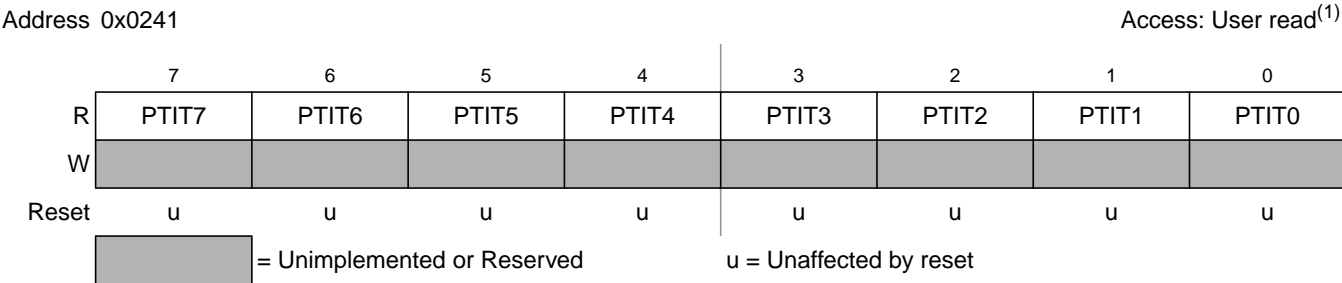 Address 0x0241 Access: User read(1)
7 6 5 4 3 2 1 0
R PTIT7 PTIT6 PTIT5 PTIT4 PTIT3 PTIT2 PTIT1 PTIT0
W
Reset u u u u u u u u
= Unimplemented or Reserved u = Unaffected by reset